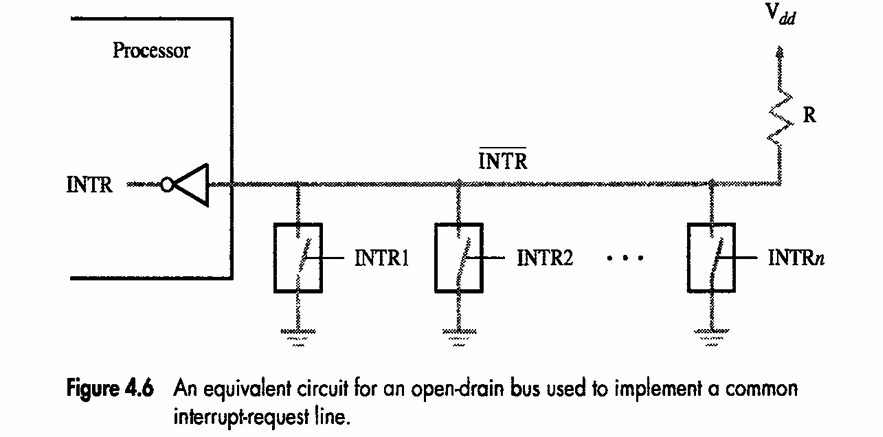 V_dd
Processor
R
INTR
I̅N̅T̅R̅
INTR1
INTR2
• • •
INTRn
Figure 4.6 An equivalent circuit for an open-drain bus used to implement a common
interrupt-request line.